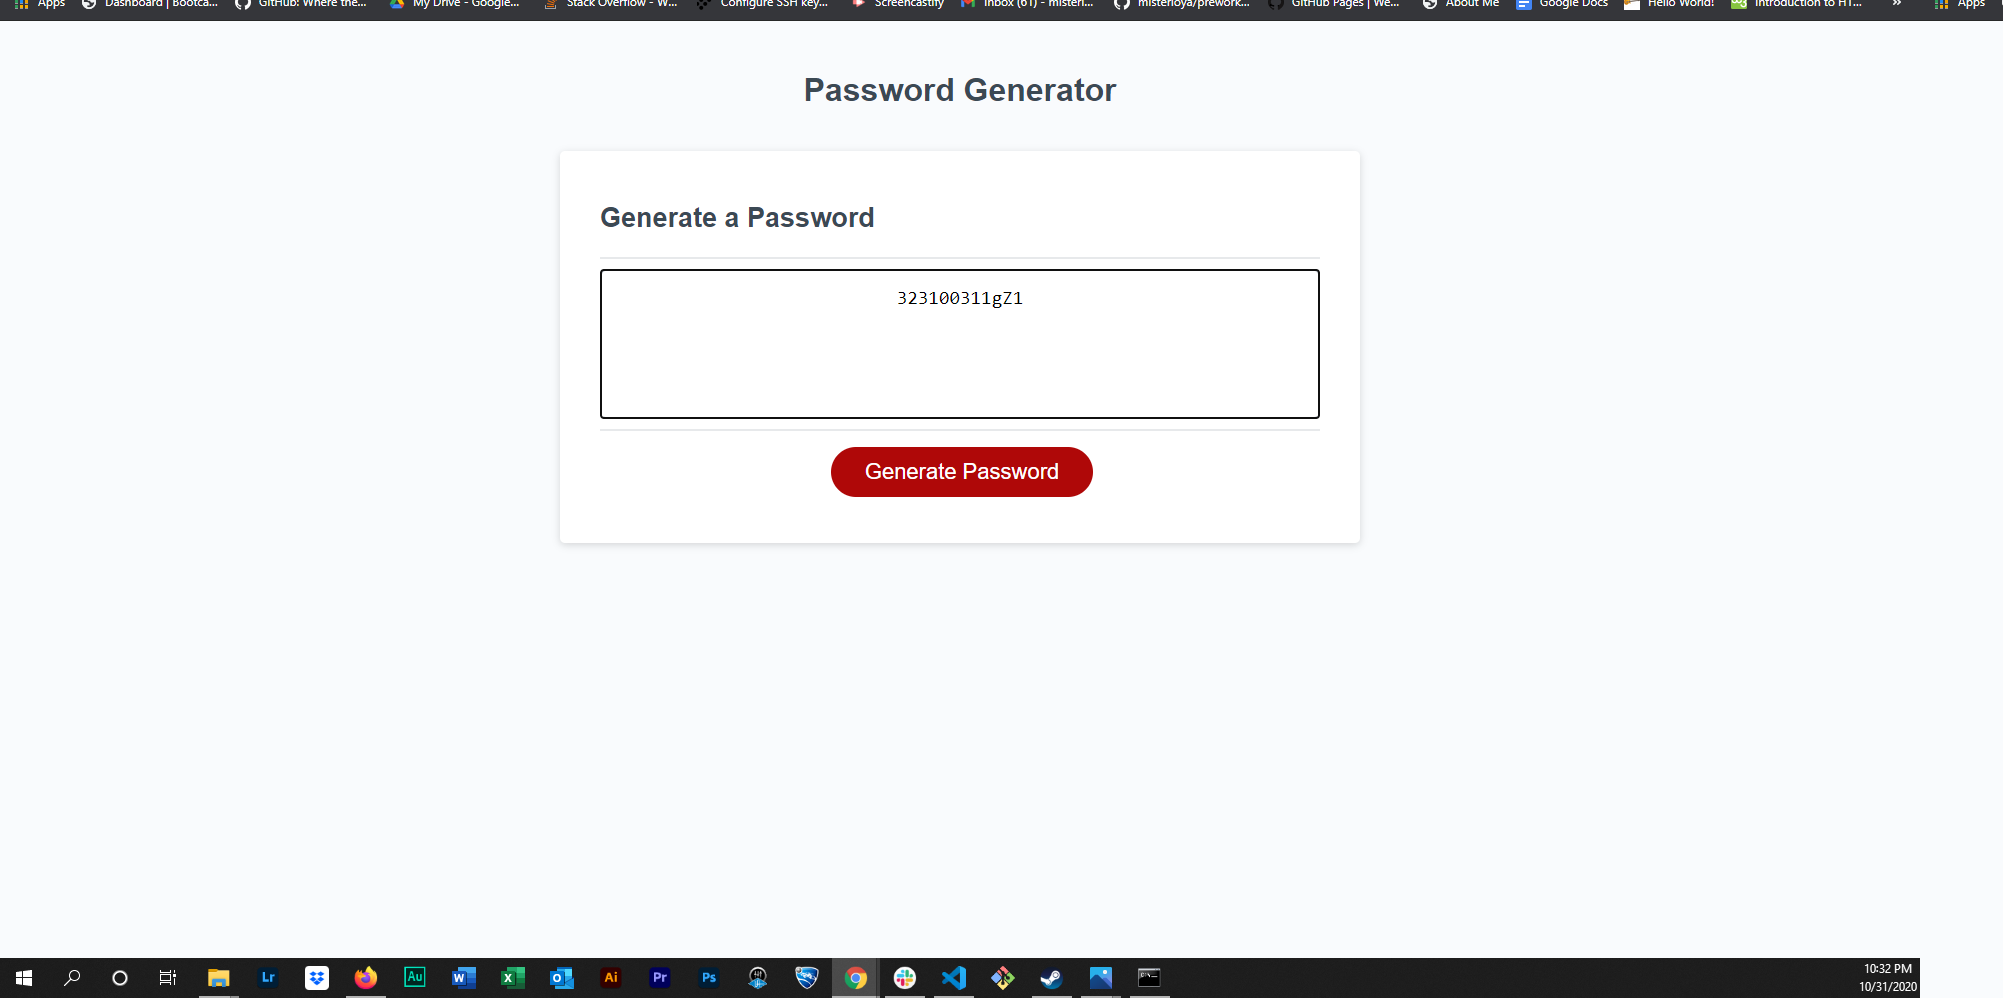 Apps Dashboard | Bootca... GitHub: Where the... My Drive - Google... Stack Overflow - W... Configure SSH key... Screencastify Inbox (61) - misteri... misterioya/prework... GitHub Pages | We... About Me Google Docs Hello World! Introduction to HT... » Apps
Password Generator
Generate a Password
323100311gZ1
Generate Password
Lr Au W X O Ai Pr Ps
10:32 PM
10/31/2020